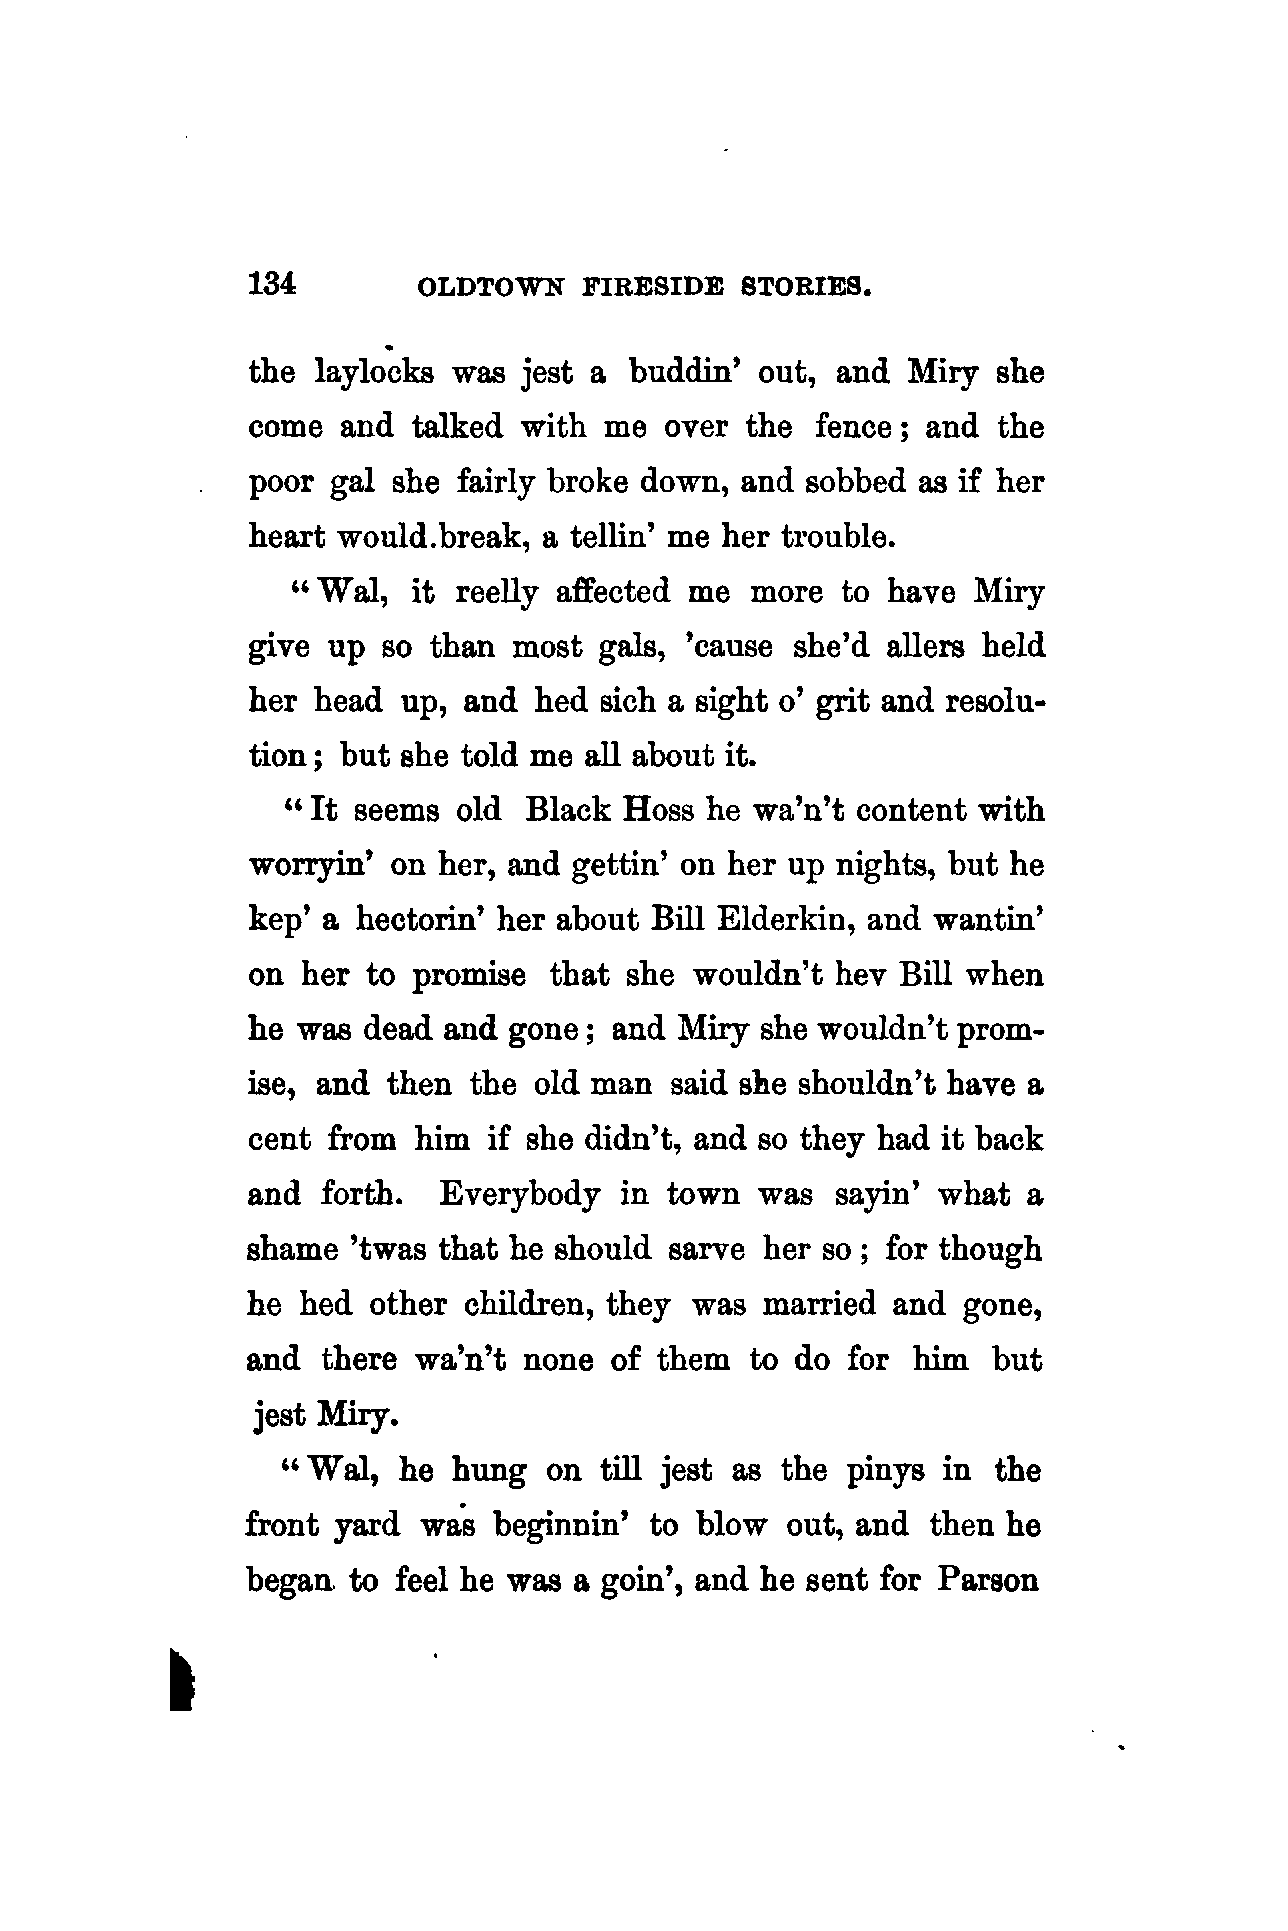 134 OLDTOWN FIRESIDE STORIES.
the laylocks was jest a buddin' out, and Miry she
come and talked with me over the fence; and the
poor gal she fairly broke down, and sobbed as if her
heart would.break, a tellin' me her trouble.
"Wal, it reelly affected me more to have Miry
give up so than most gals, 'cause she'd allers held
her head up, and hed sich a sight o' grit and resolu-
tion; but she told me all about it.
"It seems old Black Hoss he wa'n't content with
worryin' on her, and gettin' on her up nights, but he
kep' a hectorin' her about Bill Elderkin, and wantin'
on her to promise that she wouldn't hev Bill when
he was dead and gone; and Miry she wouldn't prom-
ise, and then the old man said she shouldn't have a
cent from him if she didn't, and so they had it back
and forth. Everybody in town was sayin' what a
shame 'twas that he should sarve her so; for though
he hed other children, they was married and gone,
and there wa'n't none of them to do for him but
jest Miry.
"Wal, he hung on till jest as the pinys in the
front yard was beginnin' to blow out, and then he
began to feel he was a goin', and he sent for Parson